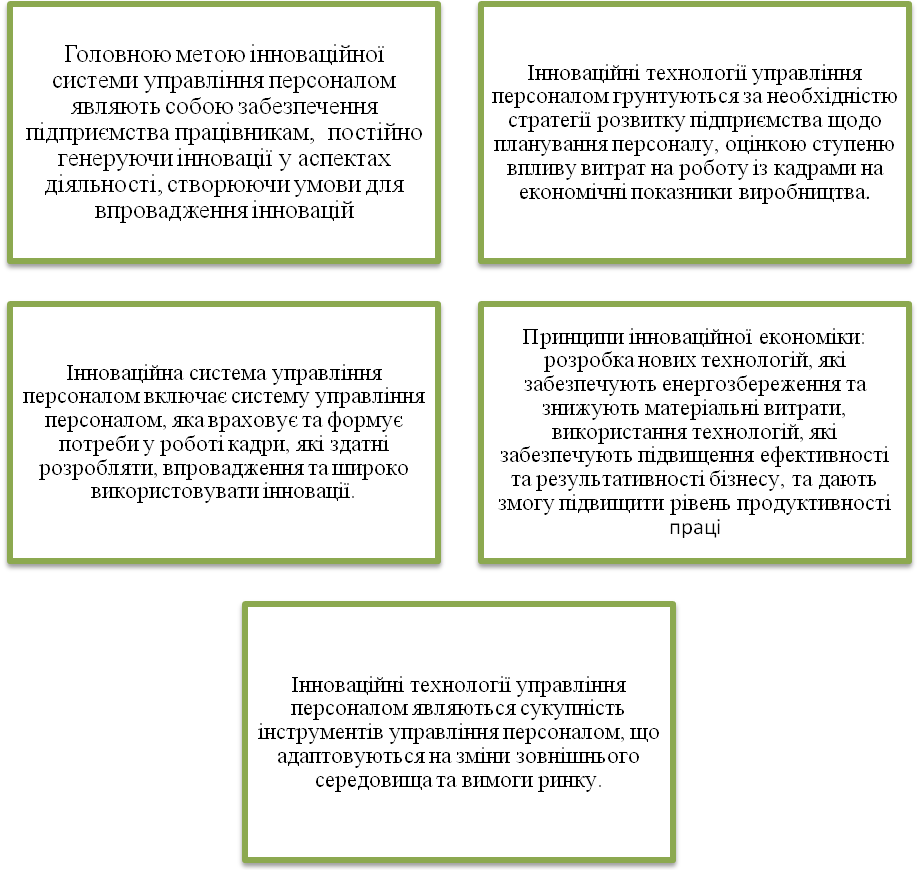 Головною метою інноваційної
системи управління персоналом
являють собою забезпечення
підприємства працівникам,  постійно
генеруючи інновації у аспектах
діяльності, створюючи умови для
впровадження інновацій
Інноваційні технології управління
персоналом грунтуються за необхідністю
стратегії розвитку підприємства щодо
планування персоналу, оцінкою ступеню
впливу витрат на роботу із кадрами на
економічні показники виробництва.
Інноваційна система управління
персоналом включає систему управління
персоналом, яка враховує та формує
потреби у роботі кадри, які здатні
розробляти, впровадження та широко
використовувати інновації.
Принципи інноваційної економіки:
розробка нових технологій, які
забезпечують енергозбереження та
знижують матеріальні витрати,
використання технологій, які
забезпечують підвищення ефективності
та результативності бізнесу, та дають
змогу підвищити рівень продуктивності
праці
Інноваційні технології управління
персоналом являються сукупність
інструментів управління персоналом, що
адаптовуються на зміни зовнішнього
середовища та вимоги ринку.